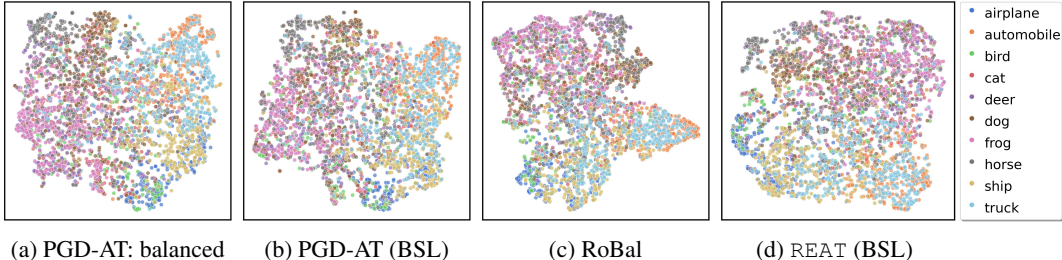 airplane
automobile
bird
cat
deer
dog
frog
horse
ship
truck
(a) PGD-AT: balanced
(b) PGD-AT (BSL)
(c) RoBal
(d) REAT (BSL)